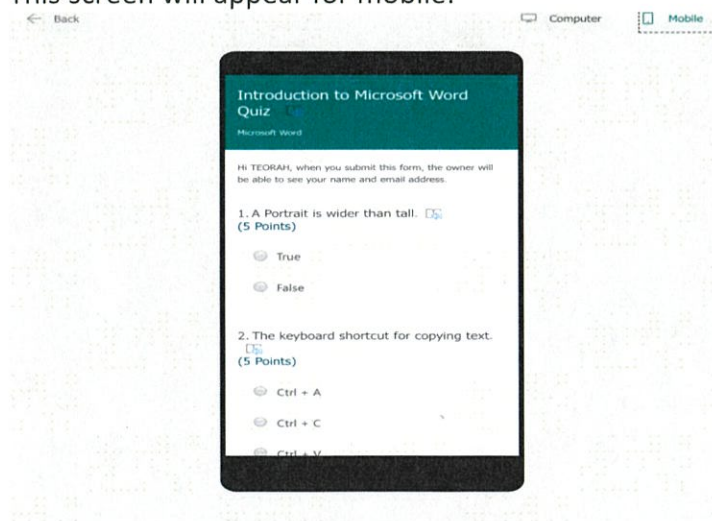 This screen will appear for mobile.
Back
Computer
Mobile
Introduction to Microsoft Word
Quiz
Microsoft Word
Hi TEORAH, when you submit this form, the owner will
be able to see your name and email address.
1. A Portrait is wider than tall.
(5 Points)
True
False
2. The keyboard shortcut for copying text.
(5 Points)
Ctrl + A
Ctrl + C
Ctrl + V